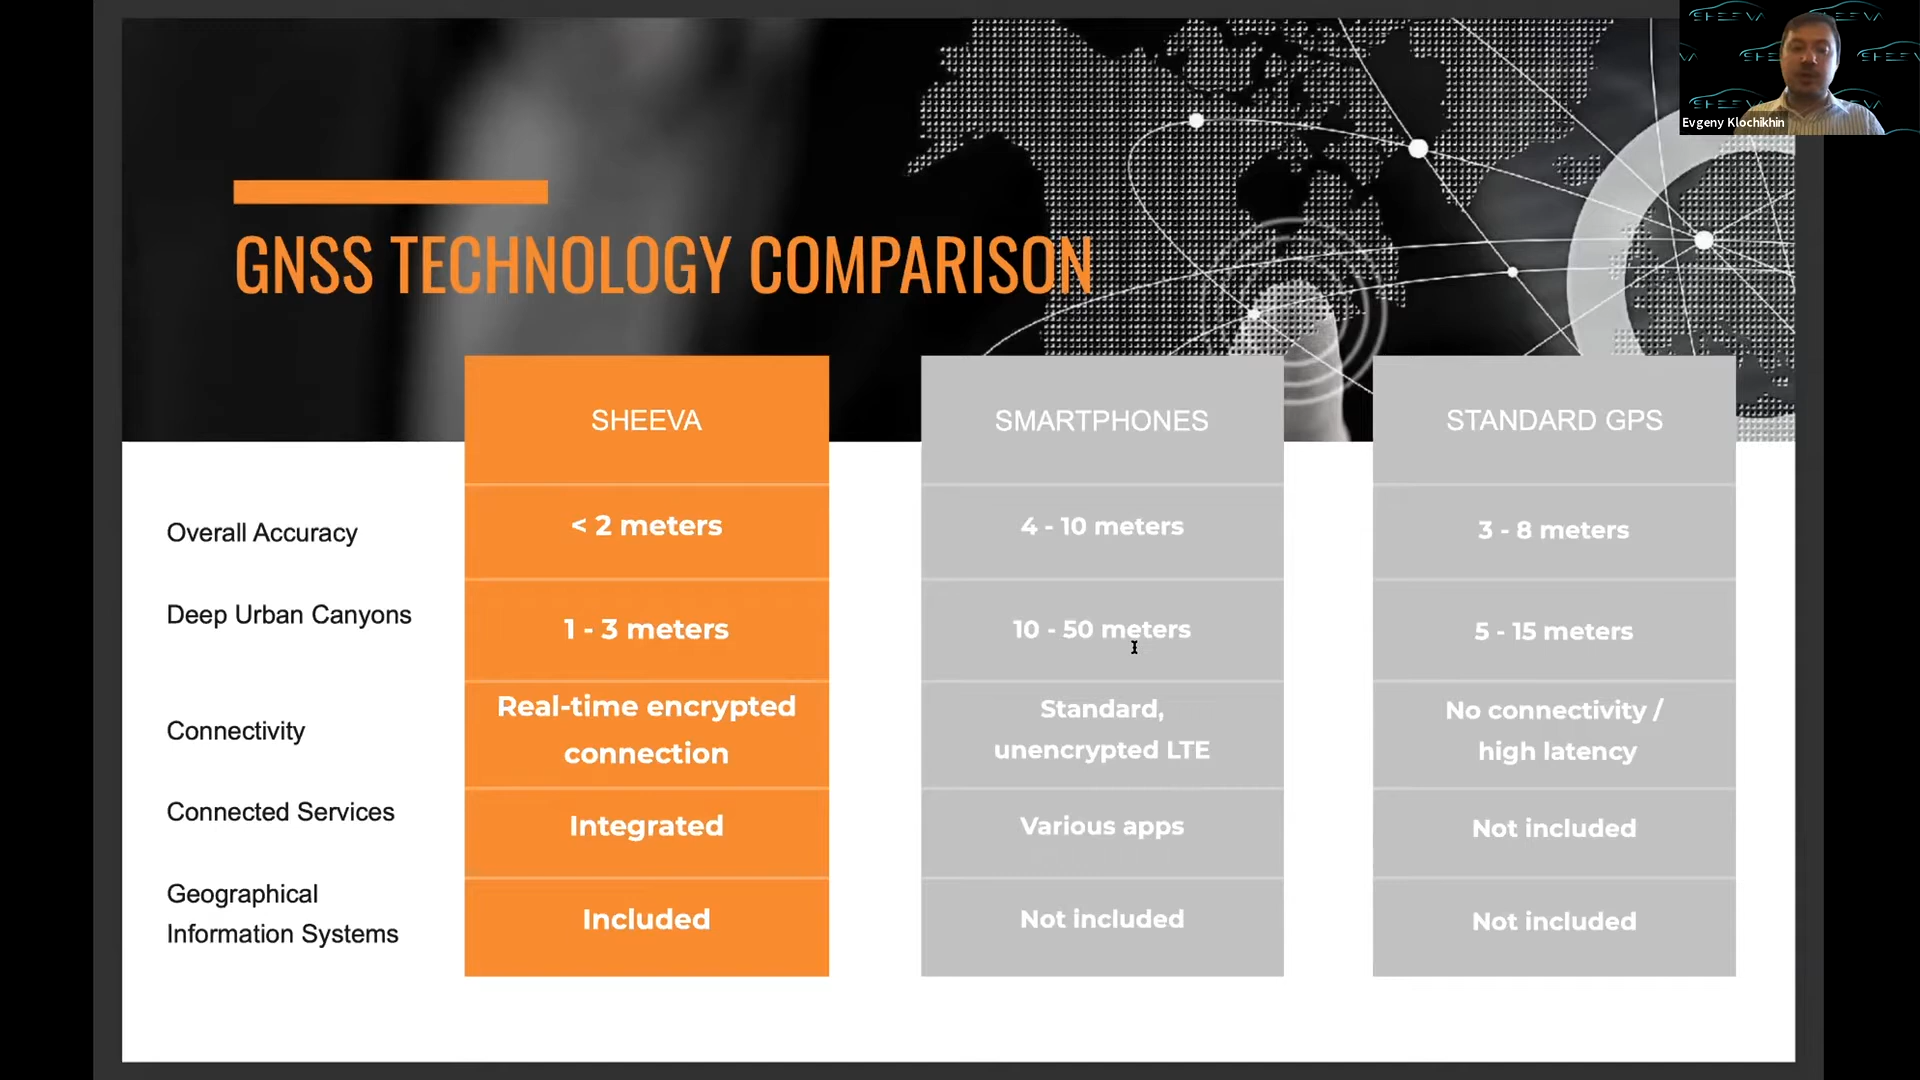 SHEEVA
SHEEVA
Evgeny Klochikhin
GNSS TECHNOLOGY COMPARISON
SHEEVA
SMARTPHONES
STANDARD GPS
Overall Accuracy
< 2 meters
4 - 10 meters
3 - 8 meters
Deep Urban Canyons
1 - 3 meters
10 - 50 meters
5 - 15 meters
Connectivity
Real-time encrypted
connection
Standard,
unencrypted LTE
No connectivity /
high latency
Connected Services
Integrated
Various apps
Not included
Geographical
Information Systems
Included
Not included
Not included